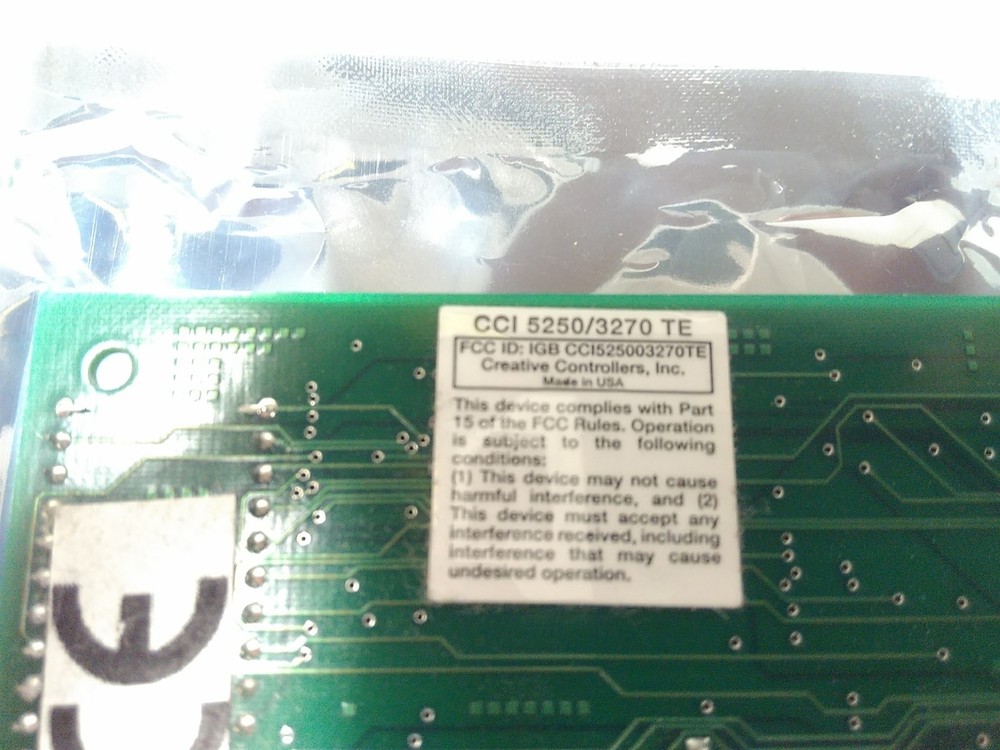 CCI 5250/3270 TE
FCC ID: IGB CCI525003270TE
Creative Controllers, Inc.
Made in USA
This device complies with Part
15 of the FCC Rules. Operation
is subject to the following
conditions:
(1) This device may not cause
harmful interference, and (2)
This device must accept any
interference received, including
interference that may cause
undesired operation.
CE